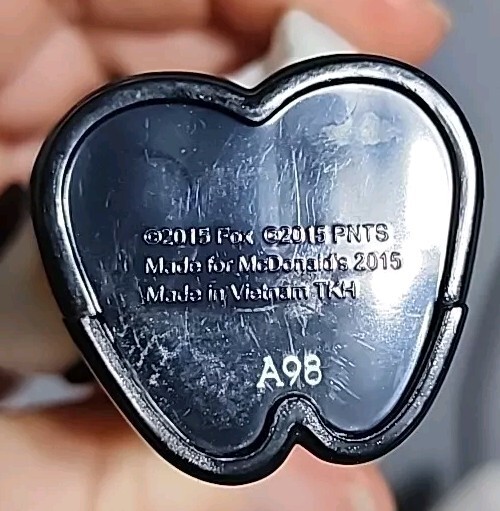 ©2015 Fox ©2015 PNTS
Made for McDonald's 2015
Made in Vietnam TKH
A98